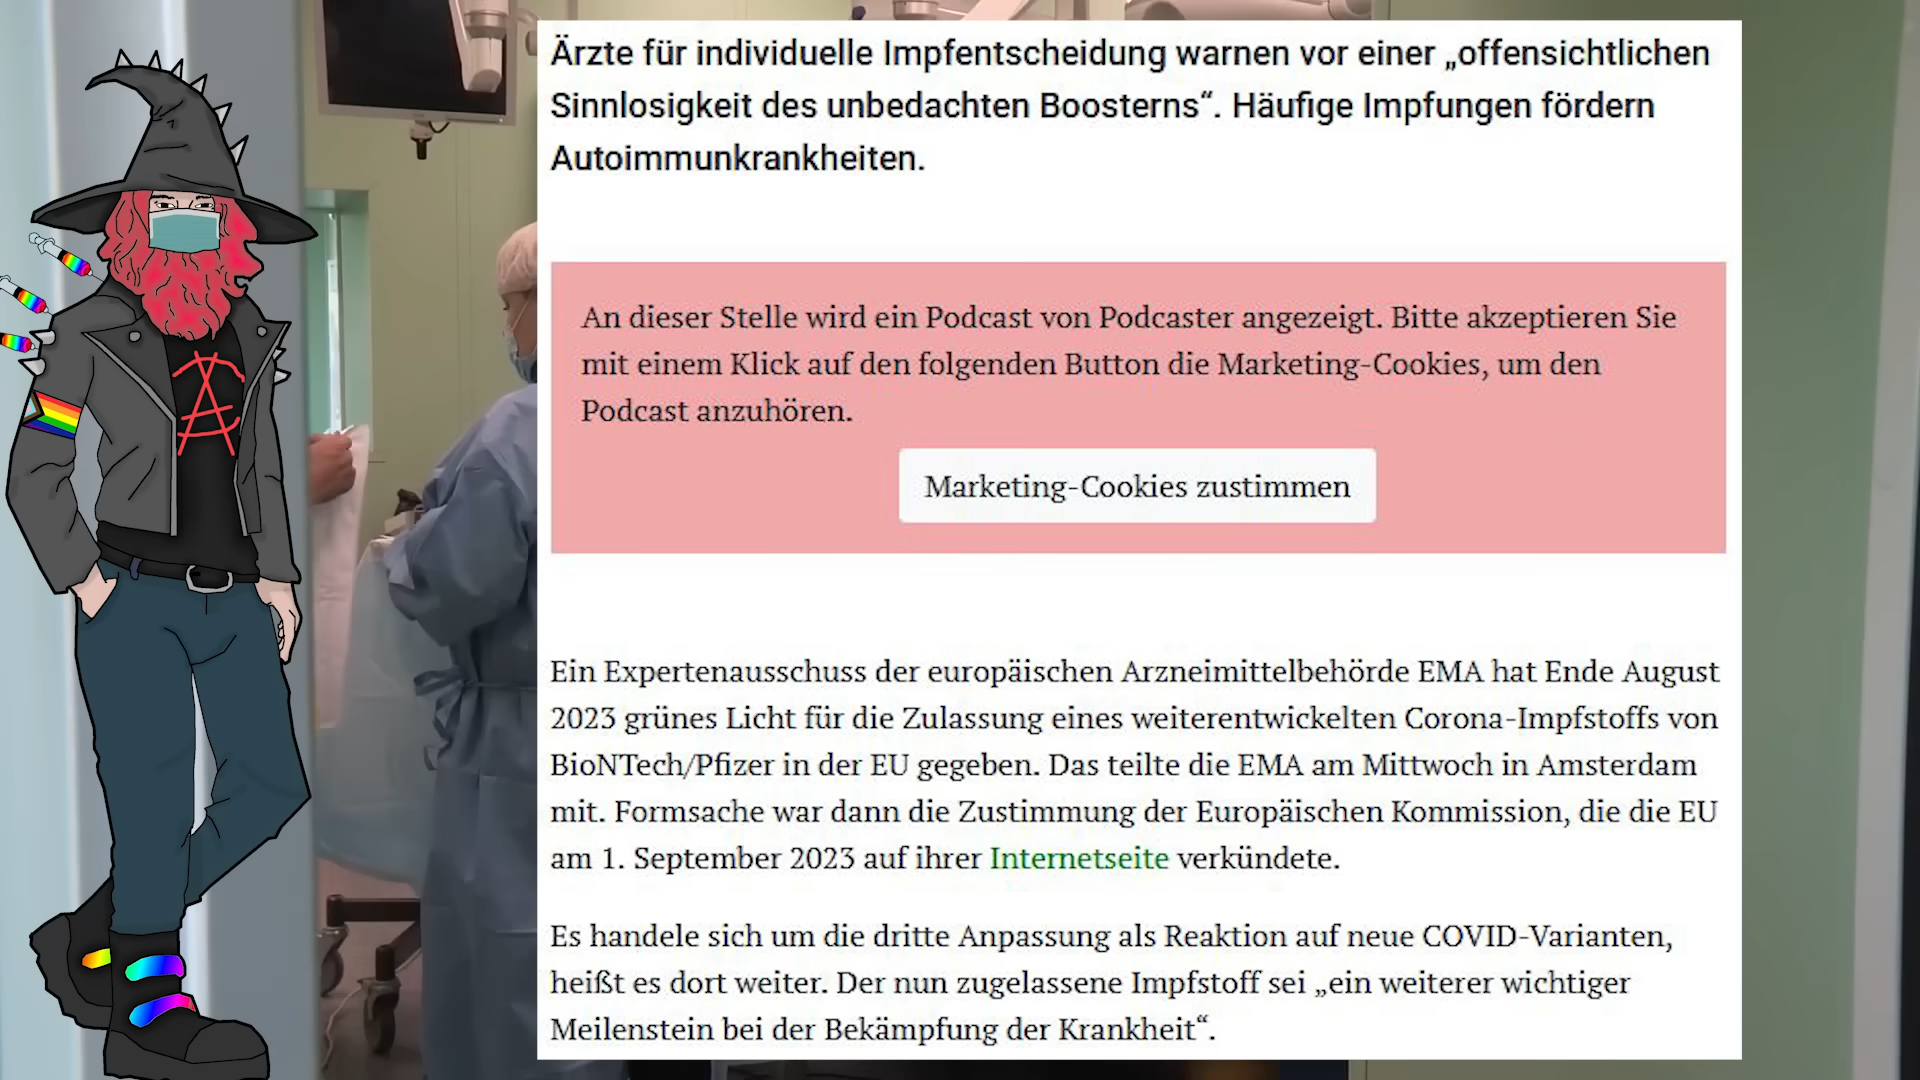 Ärzte für individuelle Impfentscheidung warnen vor einer „offensichtlichen
Sinnlosigkeit des unbedachten Boosterns“. Häufige Impfungen fördern
Autoimmunkrankheiten.
An dieser Stelle wird ein Podcast von Podcaster angezeigt. Bitte akzeptieren Sie
mit einem Klick auf den folgenden Button die Marketing-Cookies, um den
Podcast anzuhören.
Marketing-Cookies zustimmen
Ein Expertenausschuss der europäischen Arzneimittelbehörde EMA hat Ende August
2023 grünes Licht für die Zulassung eines weiterentwickelten Corona-Impfstoffs von
BioNTech/Pfizer in der EU gegeben. Das teilte die EMA am Mittwoch in Amsterdam
mit. Formsache war dann die Zustimmung der Europäischen Kommission, die die EU
am 1. September 2023 auf ihrer Internetseite verkündete.
Es handele sich um die dritte Anpassung als Reaktion auf neue COVID-Varianten,
heißt es dort weiter. Der nun zugelassene Impfstoff sei „ein weiterer wichtiger
Meilenstein bei der Bekämpfung der Krankheit“.